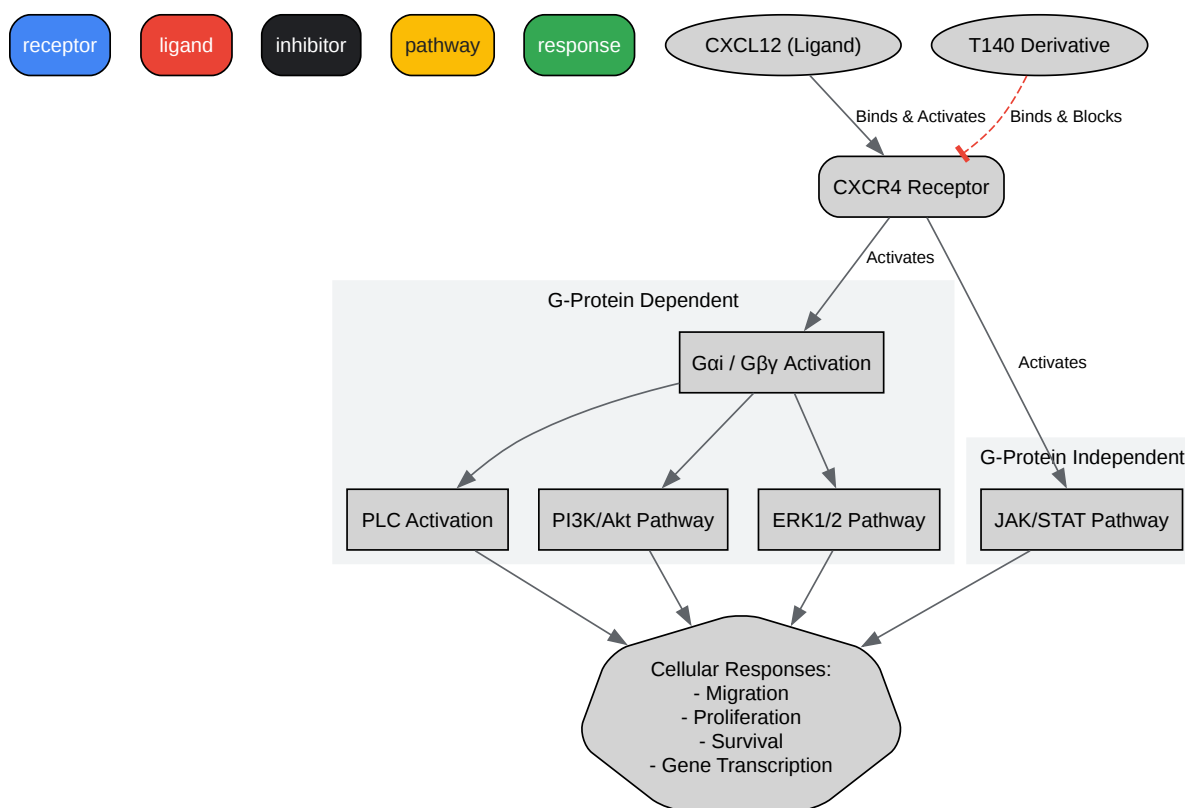 receptor
ligand
inhibitor
pathway
response
CXCL12 (Ligand)
T140 Derivative
Binds & Activates
Binds & Blocks
CXCR4 Receptor
Activates
G-Protein Dependent
Gαi / Gβγ Activation
Activates
G-Protein Independent
PLC Activation
PI3K/Akt Pathway
ERK1/2 Pathway
JAK/STAT Pathway
Cellular Responses:
- Migration
- Proliferation
- Survival
- Gene Transcription